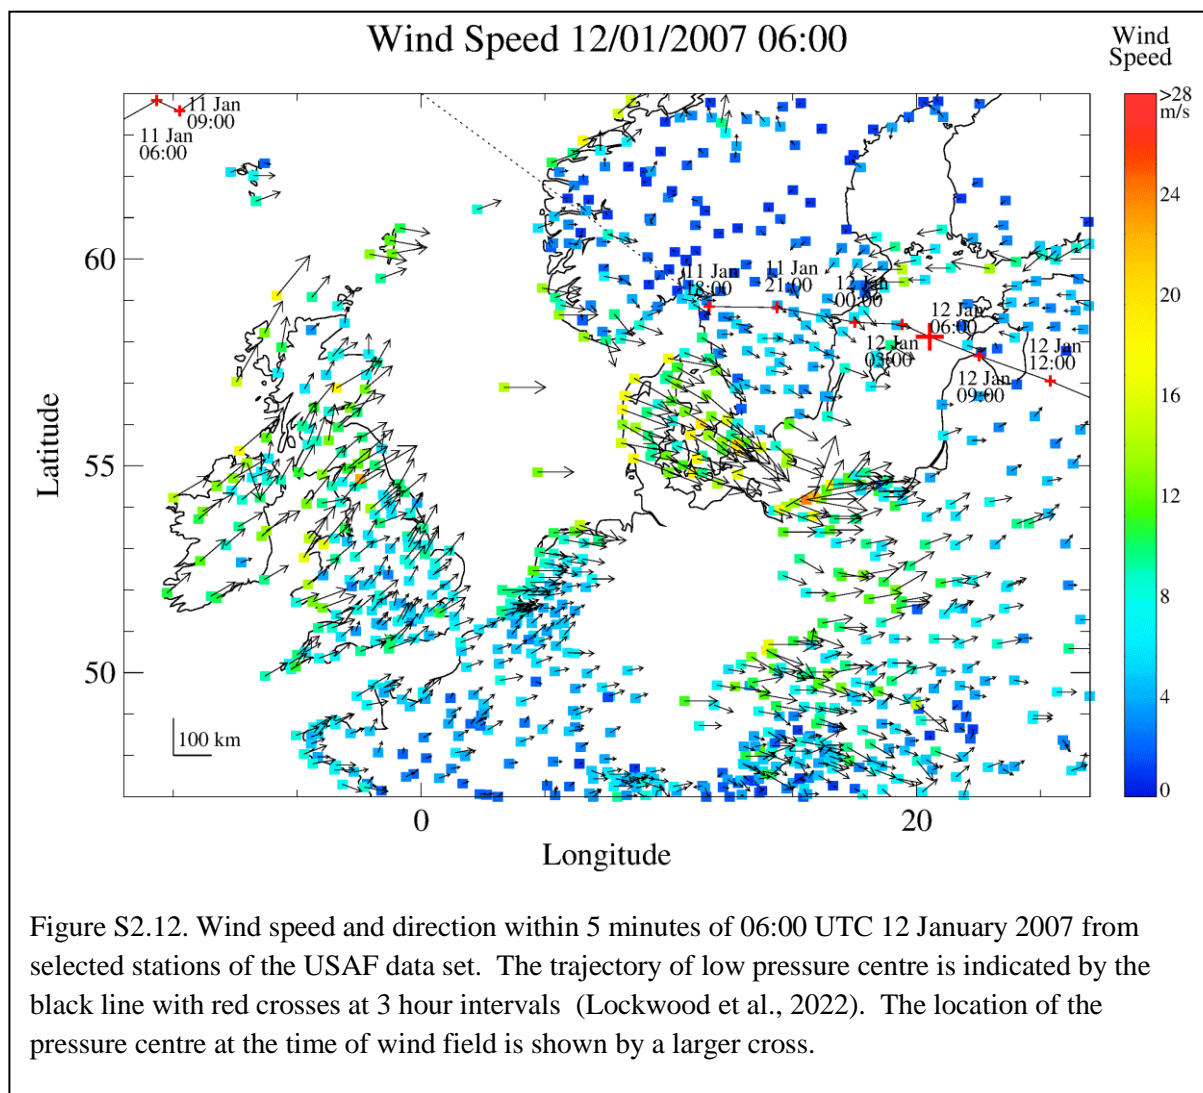 Wind Speed 12/01/2007 06:00
Wind
Speed
>28
m/s
24
20
16
12
8
4
0
11 Jan
09:00
11 Jan
06:00
11 Jan
18:00
11 Jan
21:00
12 Jan
00:00
12 Jan
03:00
12 Jan
06:00
12 Jan
09:00
12 Jan
12:00
60
55
50
Latitude
100 km
0
20
Longitude
Figure S2.12. Wind speed and direction within 5 minutes of 06:00 UTC 12 January 2007 from
selected stations of the USAF data set. The trajectory of low pressure centre is indicated by the
black line with red crosses at 3 hour intervals (Lockwood et al., 2022). The location of the
pressure centre at the time of wind field is shown by a larger cross.